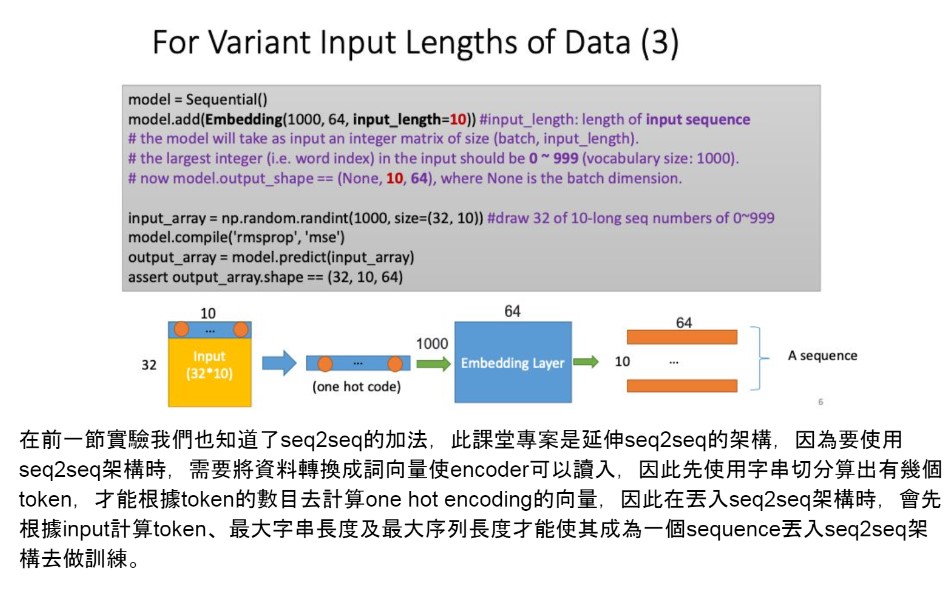 For Variant Input Lengths of Data (3)
model = Sequential()
model.add(Embedding(1000, 64, input_length=10)) #input_length: length of input sequence
# the model will take as input an integer matrix of size (batch, input_length).
# the largest integer (i.e. word index) in the input should be 0 ~ 999 (vocabulary size: 1000).
# now model.output_shape == (None, 10, 64), where None is the batch dimension.
input_array = np.random.randint(1000, size=(32, 10)) #draw 32 of 10-long seq numbers of 0~999
model.compile('rmsprop', 'mse')
output_array = model.predict(input_array)
assert output_array.shape == (32, 10, 64)
10
...
32
Input
(32*10)
...
(one hot code)
1000
64
Embedding Layer
64
10
...
A sequence
6
在前一節實驗我們也知道了seq2seq的加法，此課堂專案是延伸seq2seq的架構，因為要使用
seq2seq架構時，需要將資料轉換成詞向量使encoder可以讀入，因此先使用字串切分算出有幾個
token，才能根據token的數目去計算one hot encoding的向量，因此在丟入seq2seq架構時，會先
根據input計算token、最大字串長度及最大序列長度才能使其成為一個sequence丟入seq2seq架
構去做訓練。